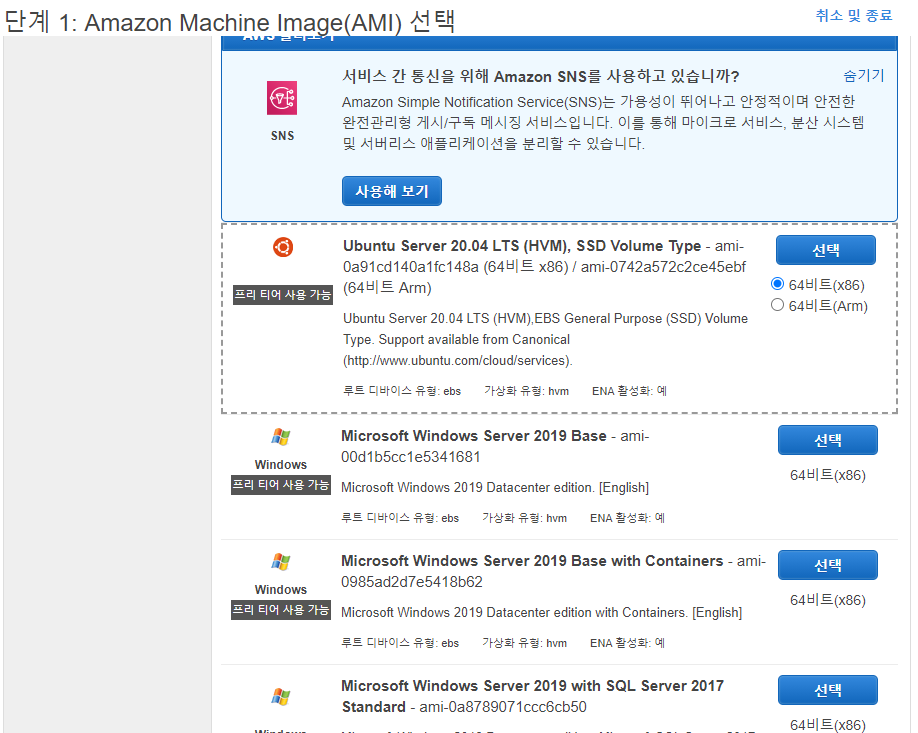 단계 1: Amazon Machine Image(AMI) 선택
취소 및 종료
서비스 간 통신을 위해 Amazon SNS를 사용하고 있습니까?
숨기기
SNS
Amazon Simple Notification Service(SNS)는 가용성이 뛰어나고 안정적이며 안전한
완전관리형 게시/구독 메시징 서비스입니다. 이를 통해 마이크로 서비스, 분산 시스템
및 서버리스 애플리케이션을 분리할 수 있습니다.
사용해 보기
프리 티어 사용 가능
Ubuntu Server 20.04 LTS (HVM), SSD Volume Type - ami-
0a91cd140a1fc148a (64비트 x86) / ami-0742a572c2ce45ebf
(64비트 Arm)
Ubuntu Server 20.04 LTS (HVM),EBS General Purpose (SSD) Volume
Type. Support available from Canonical
(http://www.ubuntu.com/cloud/services).
루트 디바이스 유형: ebs 가상화 유형: hvm ENA 활성화: 예
선택
64비트(x86)
64비트(Arm)
Windows
프리 티어 사용 가능
Microsoft Windows Server 2019 Base - ami-
00d1b5cc1e5341681
Microsoft Windows 2019 Datacenter edition. [English]
루트 디바이스 유형: ebs 가상화 유형: hvm ENA 활성화: 예
선택
64비트(x86)
Windows
프리 티어 사용 가능
Microsoft Windows Server 2019 Base with Containers - ami-
0985ad2d7e5418b62
Microsoft Windows 2019 Datacenter edition with Containers. [English]
루트 디바이스 유형: ebs 가상화 유형: hvm ENA 활성화: 예
선택
64비트(x86)
Microsoft Windows Server 2019 with SQL Server 2017
Standard - ami-0a8789071ccc6cb50
선택
64비트(x86)